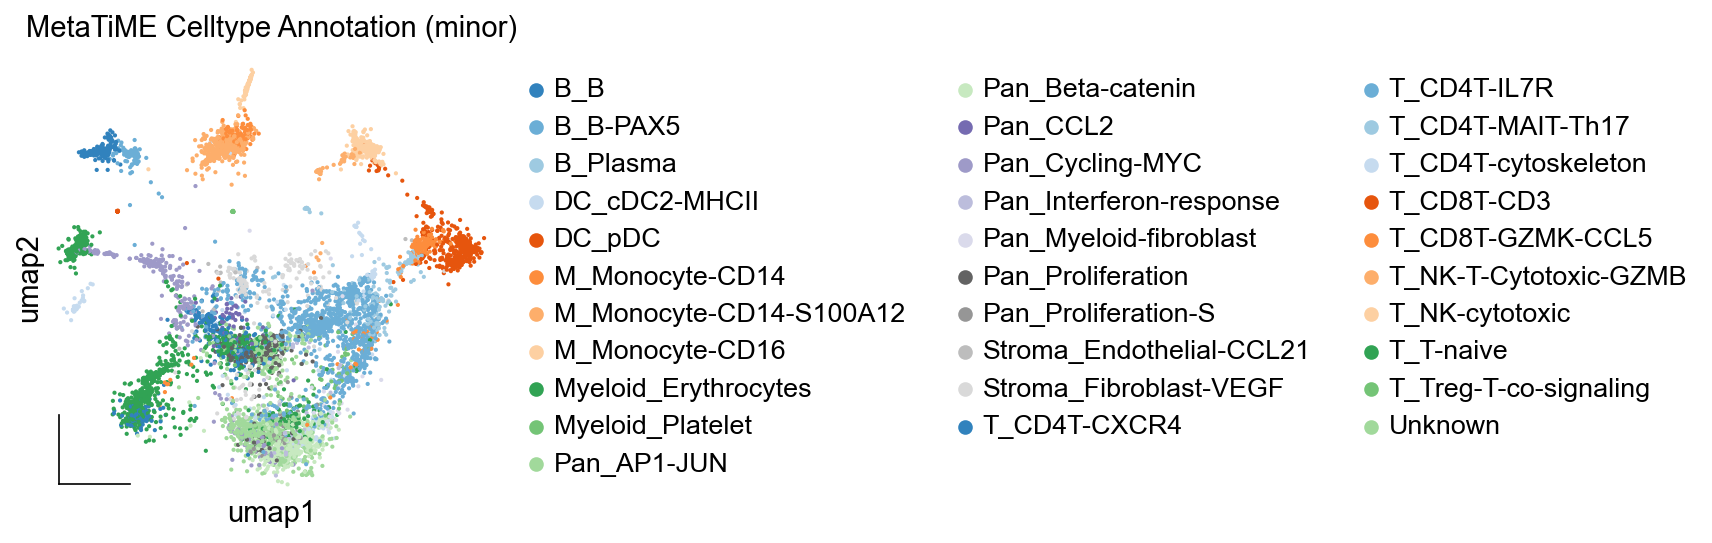 MetaTiME Celltype Annotation (minor)
umap2
umap1
B_B
B_B-PAX5
B_Plasma
DC_cDC2-MHCII
DC_pDC
M_Monocyte-CD14
M_Monocyte-CD14-S100A12
M_Monocyte-CD16
Myeloid_Erythrocytes
Myeloid_Platelet
Pan_AP1-JUN
Pan_Beta-catenin
Pan_CCL2
Pan_Cycling-MYC
Pan_Interferon-response
Pan_Myeloid-fibroblast
Pan_Proliferation
Pan_Proliferation-S
Stroma_Endothelial-CCL21
Stroma_Fibroblast-VEGF
T_CD4T-CXCR4
T_CD4T-IL7R
T_CD4T-MAIT-Th17
T_CD4T-cytoskeleton
T_CD8T-CD3
T_CD8T-GZMK-CCL5
T_NK-T-Cytotoxic-GZMB
T_NK-cytotoxic
T_T-naive
T_Treg-T-co-signaling
Unknown